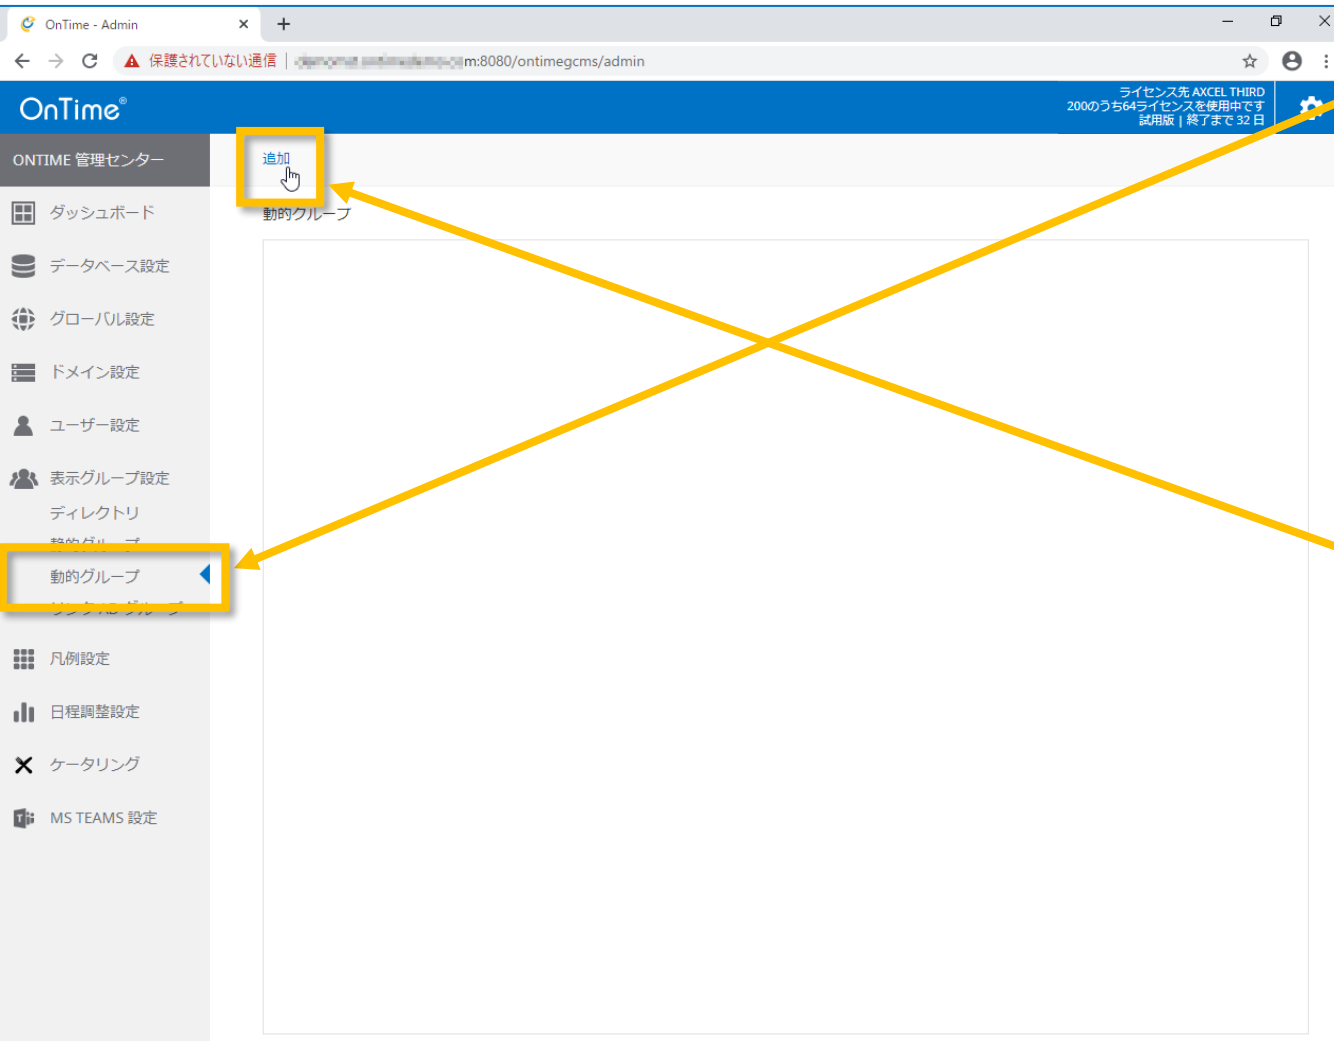 OnTime - Admin
保護されていない通信 | m:8080/ontimegcms/admin
OnTime®
ライセンス先 AXCEL THIRD
200のうち64ライセンスを使用中です
試用版 | 終了まで 32 日
ONTIME 管理センター
追加
ダッシュボード
動的グループ
データベース設定
グローバル設定
ドメイン設定
ユーザー設定
表示グループ設定
ディレクトリ
静的グループ
動的グループ
凡例設定
日程調整設定
ケータリング
MS TEAMS 設定